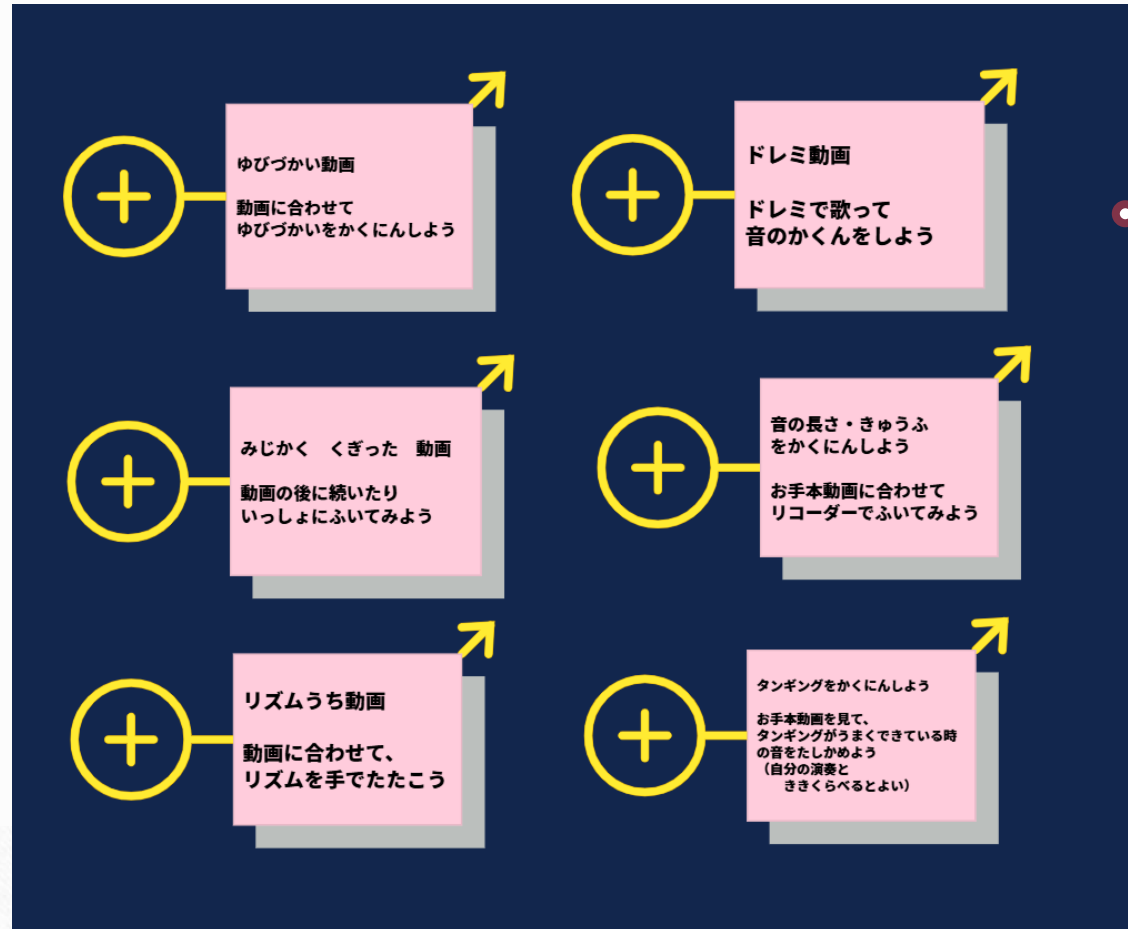 ゆびづかい動画
動画に合わせて
ゆびづかいをかくにんしよう
ドレミ動画
ドレミで歌って
音のかくんをしよう
みじかく　くぎった　動画
動画の後に続いたり
いっしょにふいてみよう
音の長さ・きゅうふ
をかくにんしよう
お手本動画に合わせて
リコーダーでふいてみよう
リズムうち動画
動画に合わせて、
リズムを手でたたこう
タンギングをかくにんしよう
お手本動画を見て、
タンギングがうまくできている時
の音をたしかめよう
（自分の演奏と
　　ききくらべるとよい）